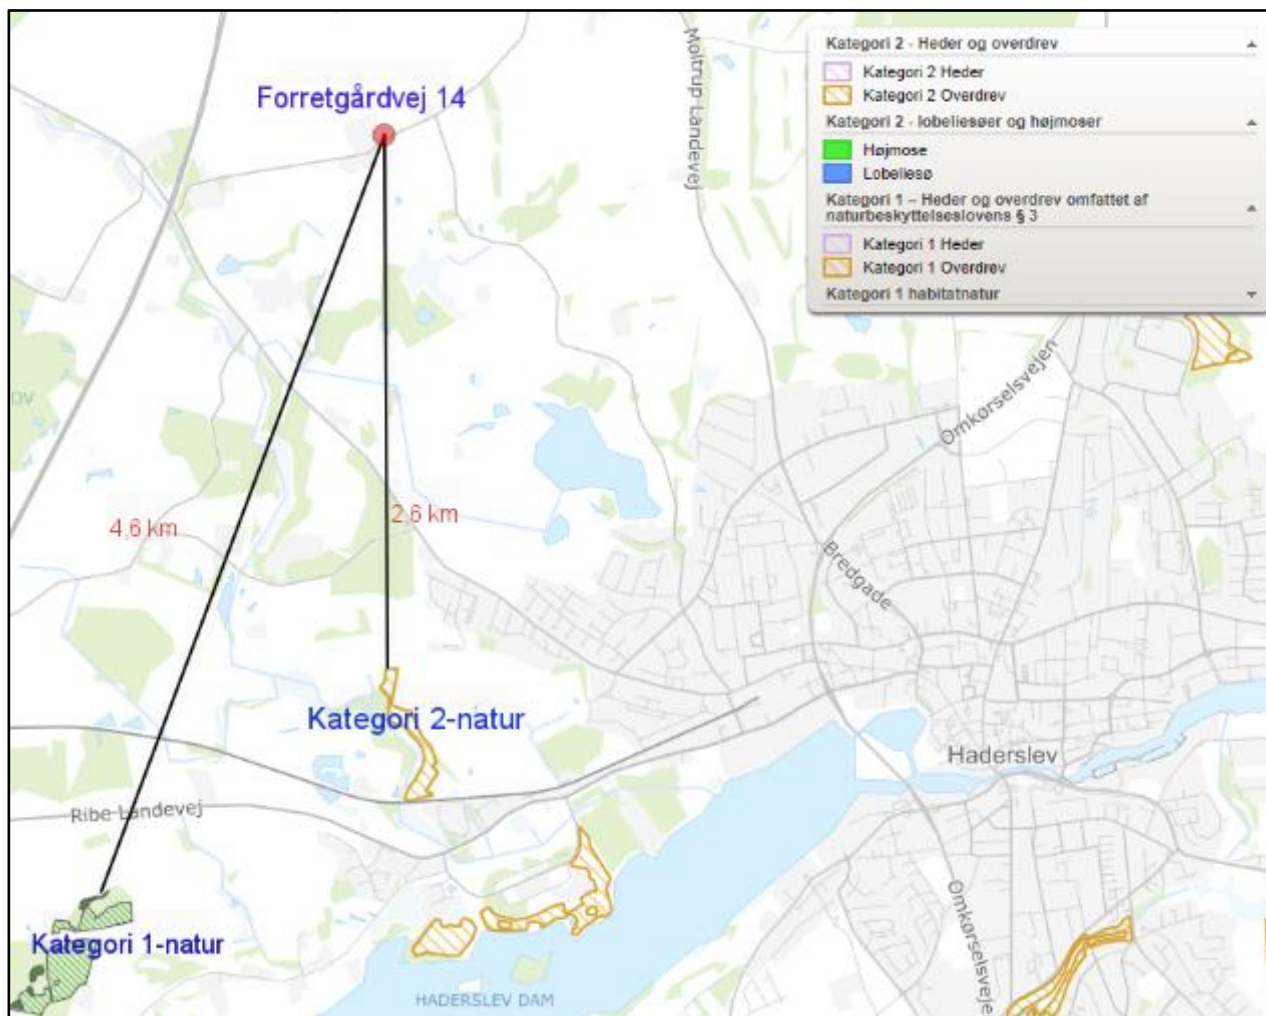 Moltrup Landevej
Forretgårdvej 14
Kategori 2 - Heder og overdrev
Kategori 2 Heder
Kategori 2 Overdrev
Kategori 2 - lobeliesøer og højmoser
Højmose
Lobeliesø
Kategori 1 – Heder og overdrev omfattet af
naturbeskyttelseslovens § 3
Kategori 1 Heder
Kategori 1 Overdrev
Kategori 1 habitatnatur
OV
Omkørselsvejen
4,6 km
2,6 km
Bredgade
Kategori 2-natur
Haderslev
Ribe Landevej
Kategori 1-natur
Omkørselsveje
HADERSLEV DAM